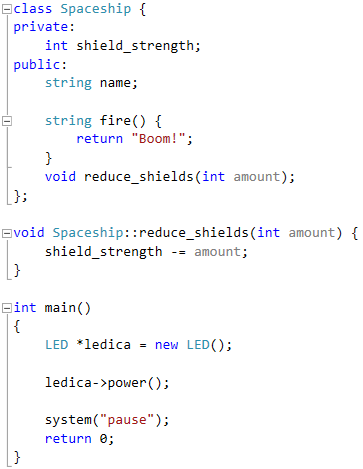 class Spaceship {
private:
    int shield_strength;
public:
    string name;

    string fire() {
        return "Boom!";
    }
    void reduce_shields(int amount);
};

void Spaceship::reduce_shields(int amount) {
    shield_strength -= amount;
}

int main()
{
    LED *ledica = new LED();

    ledica->power();

    system("pause");
    return 0;
}